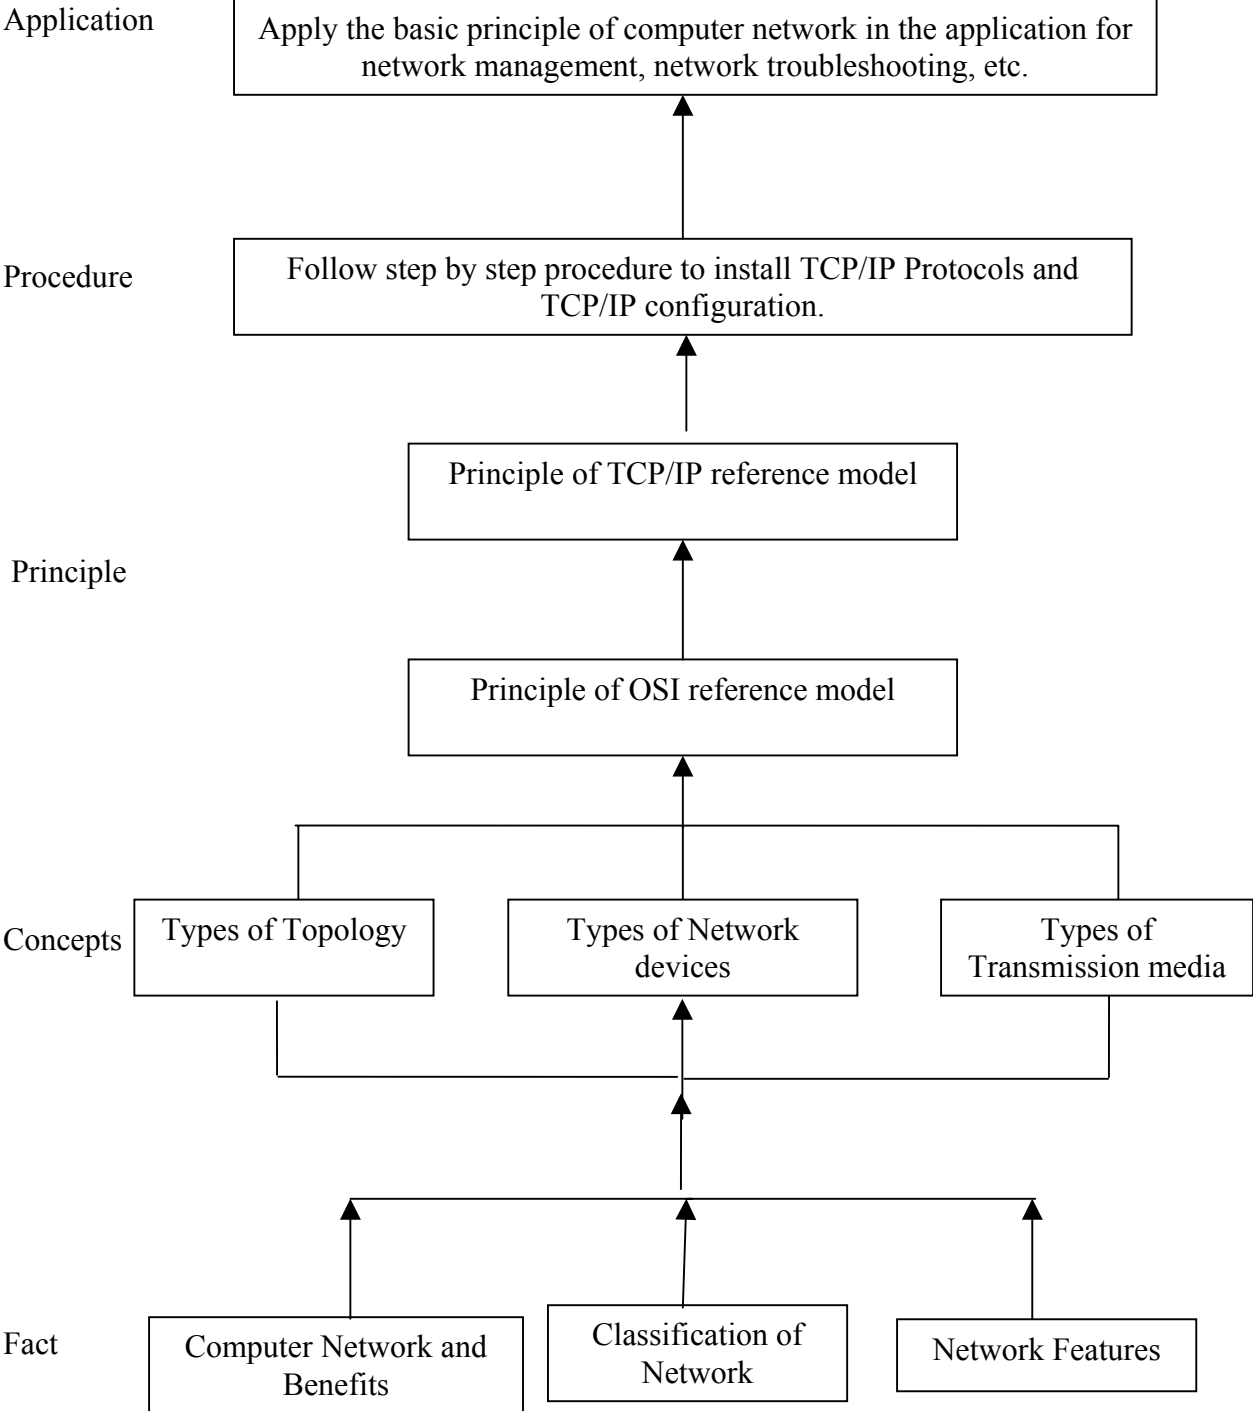 Application
Apply the basic principle of computer network in the application for
network management, network troubleshooting, etc.
Procedure
Follow step by step procedure to install TCP/IP Protocols and
TCP/IP configuration.
Principle of TCP/IP reference model
Principle
Principle of OSI reference model
Concepts
Types of Topology
Types of Network
devices
Types of
Transmission media
Fact
Computer Network and
Benefits
Classification of
Network
Network Features